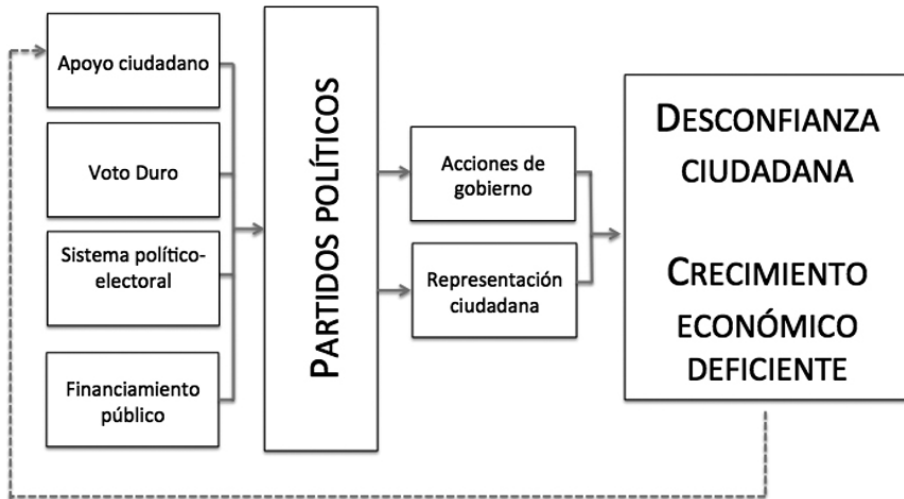 Apoyo ciudadano
Voto Duro
Sistema político-
electoral
Financiamiento
público
PARTIDOS POLÍTICOS
Acciones de
gobierno
Representación
ciudadana
DESCONFIANZA
CIUDADANA
CRECIMIENTO
ECONÓMICO
DEFICIENTE